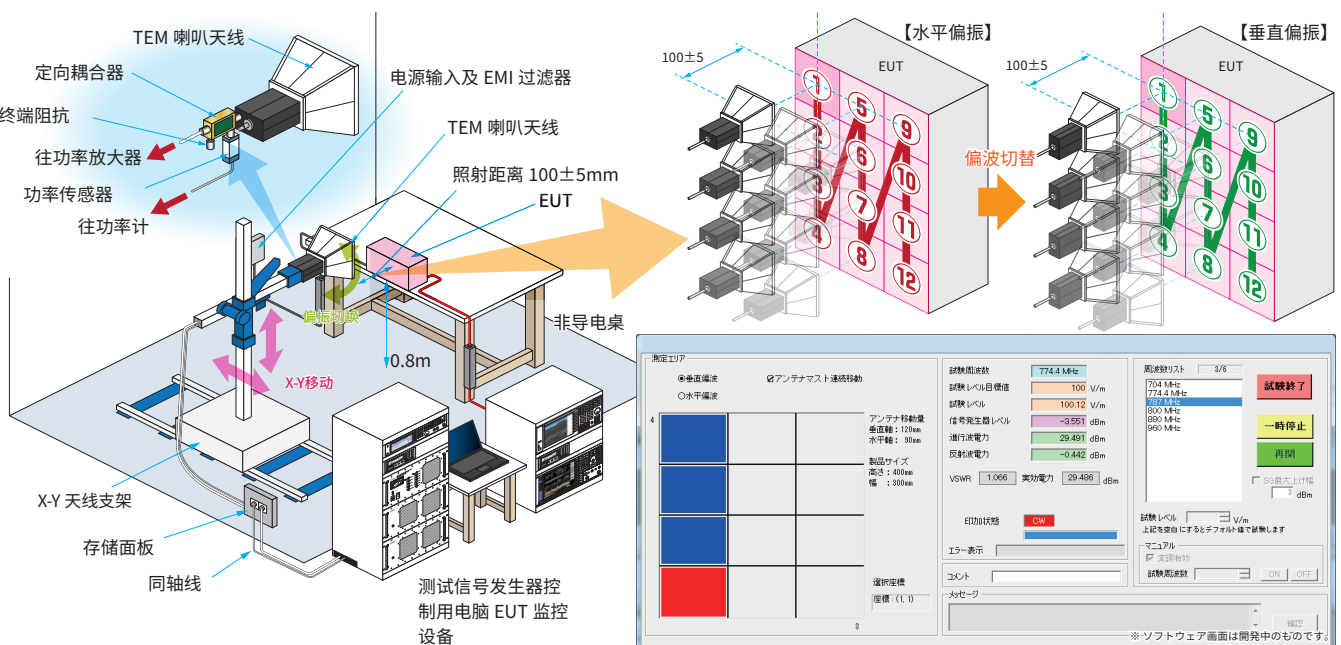 TEM 喇叭天线
定向耦合器
终端阻抗
往功率放大器
功率传感器
往功率计
电源输入及 EMI 过滤器
TEM 喇叭天线
照射距离 100±5mm
EUT
偏振切换
X-Y移动
非导电桌
0.8m
X-Y 天线支架
存储面板
同轴线
测试信号发生器控
制用电脑 EUT 监控
设备
【水平偏振】
100±5
EUT
1
2
3
4
5
6
7
8
9
10
11
12
偏波切替
【垂直偏振】
100±5
EUT
1
2
3
4
5
6
7
8
9
10
11
12
測定エリア
垂直偏波
水平偏波
アンテナマスト連続移動
4
3
アンテナ移動量
垂直軸：120mm
水平軸： 90mm
製品サイズ
高さ：400mm
幅 ：300mm
選択座標
座標：(1, 1)
試験周波数 774.4 MHz
試験レベル目標値 100 V/m
試験レベル 100.12 V/m
信号発生器レベル -3.551 dBm
進行波電力 29.491 dBm
反射波電力 -0.442 dBm
VSWR 1.066 実効電力 29.486 dBm
印加状態 CW
エラー表示
コメント
メッセージ
確認
周波数リスト 3/6
704 MHz
774.4 MHz
787 MHz
800 MHz
880 MHz
960 MHz
試験終了
一時停止
再開
SG最大上げ幅
3 dBm
試験レベル V/m
上記を空白にするとデフォルト値で試験します
マニュアル
変調有効
試験周波数 ON OFF
※ソフトウェア画面は開発中のものです。